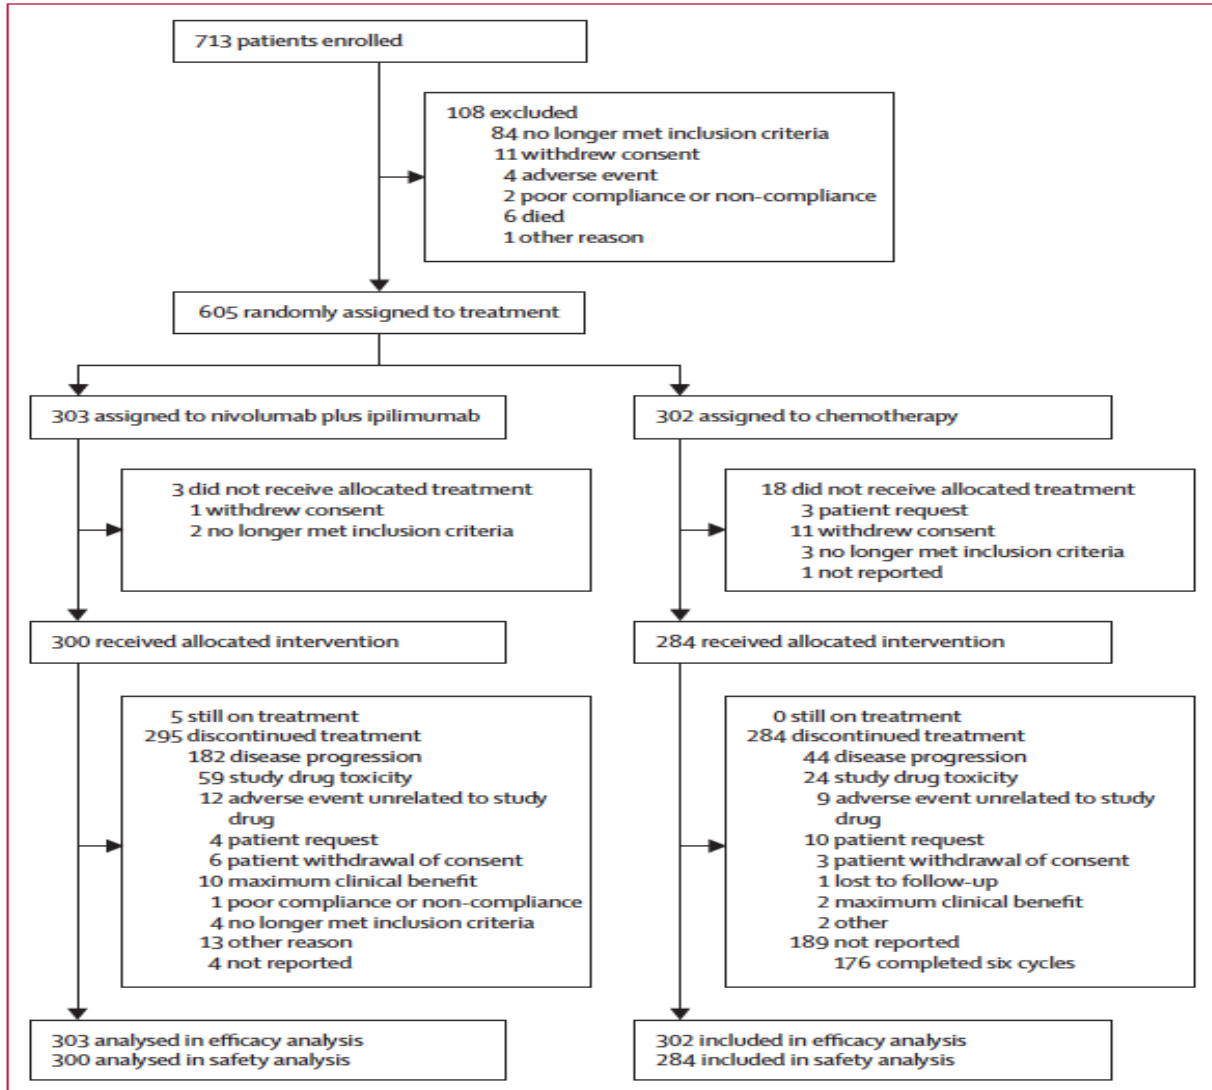 713 patients enrolled
108 excluded
84 no longer met inclusion criteria
11 withdrew consent
4 adverse event
2 poor compliance or non-compliance
6 died
1 other reason
605 randomly assigned to treatment
303 assigned to nivolumab plus ipilimumab
302 assigned to chemotherapy
3 did not receive allocated treatment
1 withdrew consent
2 no longer met inclusion criteria
18 did not receive allocated treatment
3 patient request
11 withdrew consent
3 no longer met inclusion criteria
1 not reported
300 received allocated intervention
284 received allocated intervention
5 still on treatment
295 discontinued treatment
182 disease progression
59 study drug toxicity
12 adverse event unrelated to study
drug
4 patient request
6 patient withdrawal of consent
10 maximum clinical benefit
1 poor compliance or non-compliance
4 no longer met inclusion criteria
13 other reason
4 not reported
0 still on treatment
284 discontinued treatment
44 disease progression
24 study drug toxicity
9 adverse event unrelated to study
drug
10 patient request
3 patient withdrawal of consent
1 lost to follow-up
2 maximum clinical benefit
2 other
189 not reported
176 completed six cycles
303 analysed in efficacy analysis
300 analysed in safety analysis
302 included in efficacy analysis
284 included in safety analysis